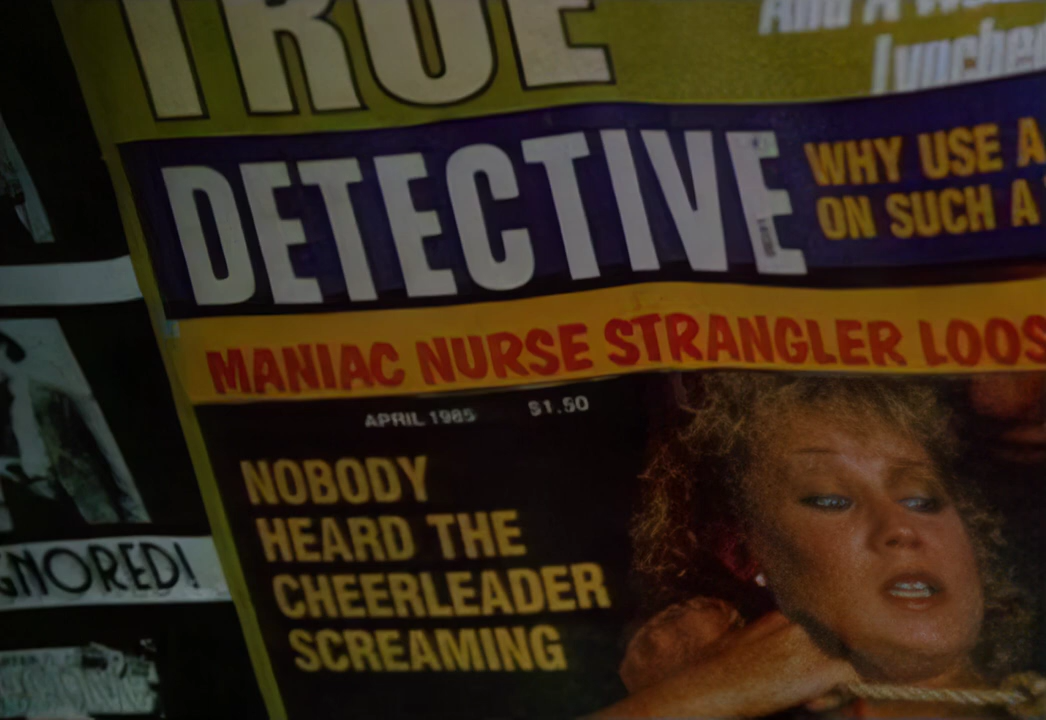 TRUE
And A
Lynched
DETECTIVE
WHY USE A
ON SUCH A
MANIAC NURSE STRANGLER LOOS
APRIL 1985 $1.50
NOBODY
HEARD THE
CHEERLEADER
SCREAMING
GNORED!